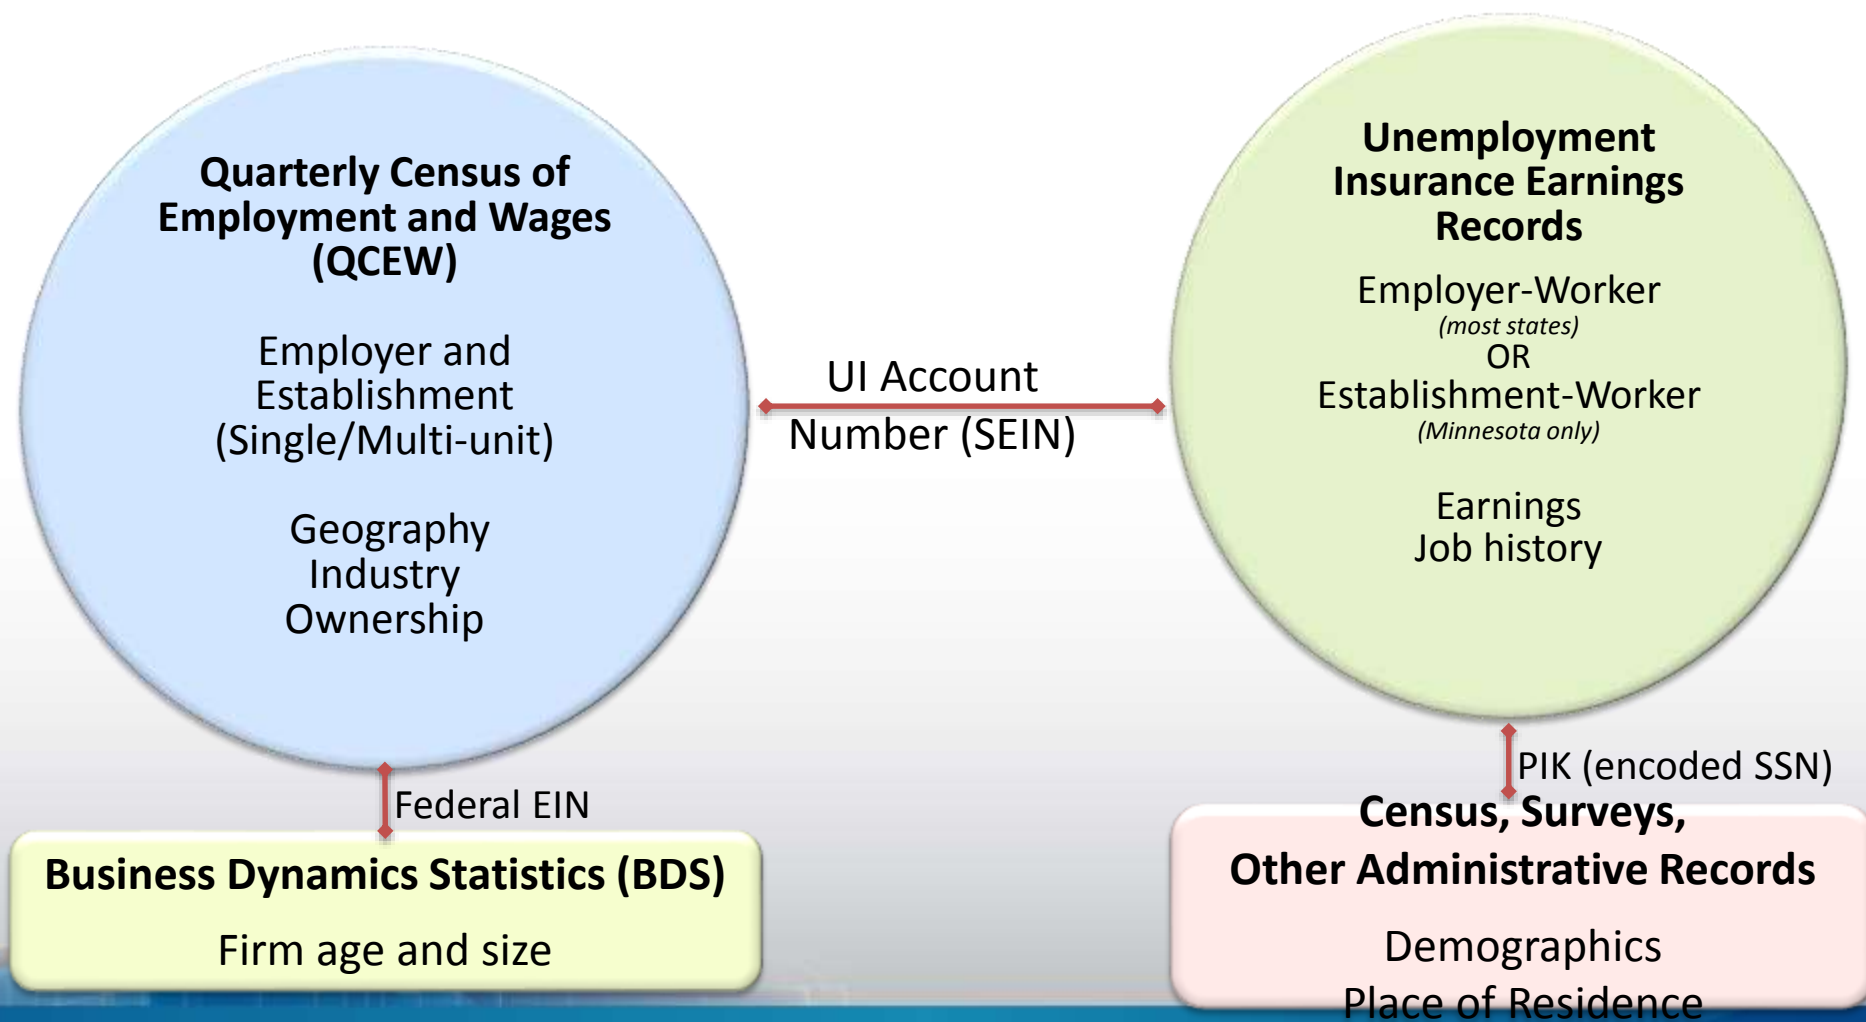 Quarterly Census of
Employment and Wages
(QCEW)
Employer and
Establishment
(Single/Multi-unit)
Geography
Industry
Ownership
UI Account
Number (SEIN)
Unemployment
Insurance Earnings
Records
Employer-Worker
(most states)
OR
Establishment-Worker
(Minnesota only)
Earnings
Job history
Federal EIN
Business Dynamics Statistics (BDS)
Firm age and size
PIK (encoded SSN)
Census, Surveys,
Other Administrative Records
Demographics
Place of Residence